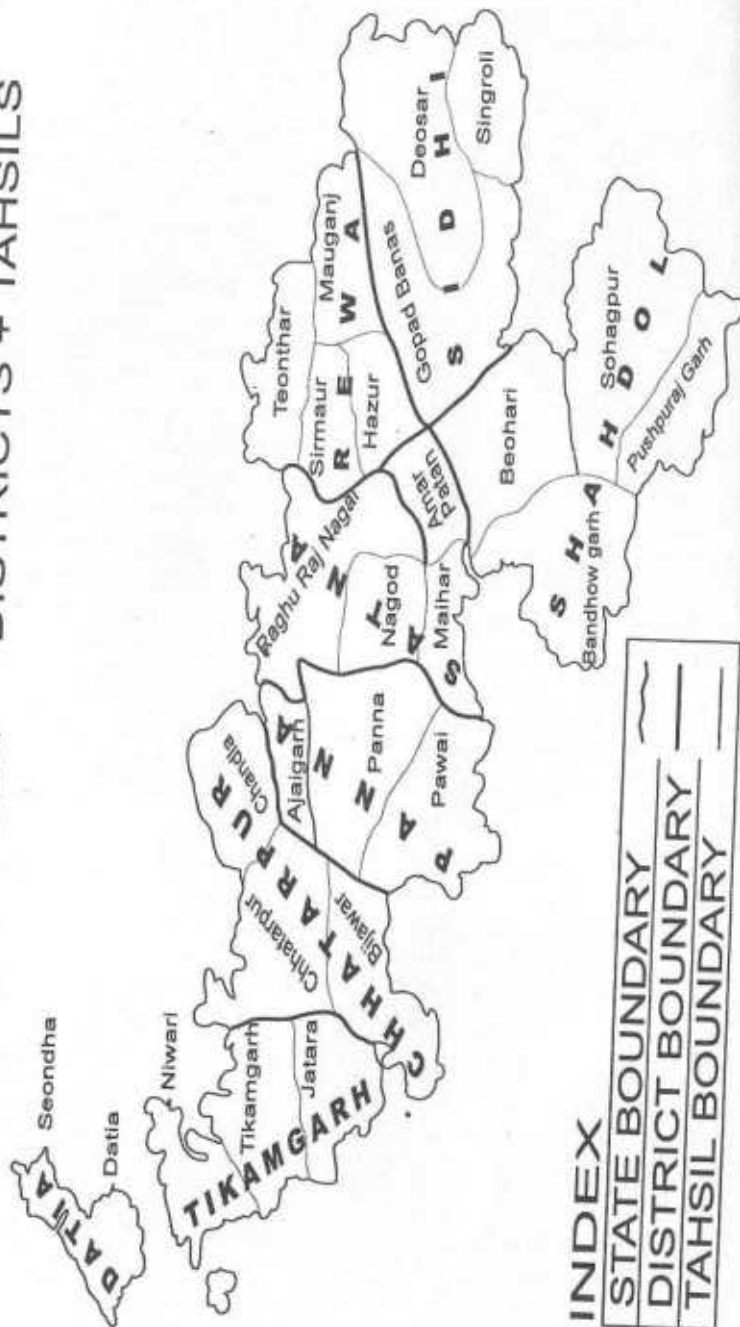 DISTRICTS + TAHSILS
Seondha
DATIA
Datia
Niwari
Tikamgarh
TIKAMGARH
Jatara
CHHATARPUR
Chandla
Chhatarpur
Bijawar
PANNA
Ajaigarh
Panna
Pawai
SATNA
Raghu Raj Nagar
Nagod
Maihar
Amar
Patan
REWA
Teonthar
Sirmaur
Mauganj
Hazur
SIDHI
Gopad Banas
Deosar
Singroli
SHAHDOL
Beohari
Bandhow garh
Sohagpur
Pushpuraj Garh
INDEX
STATE BOUNDARY
DISTRICT BOUNDARY
TAHSIL BOUNDARY